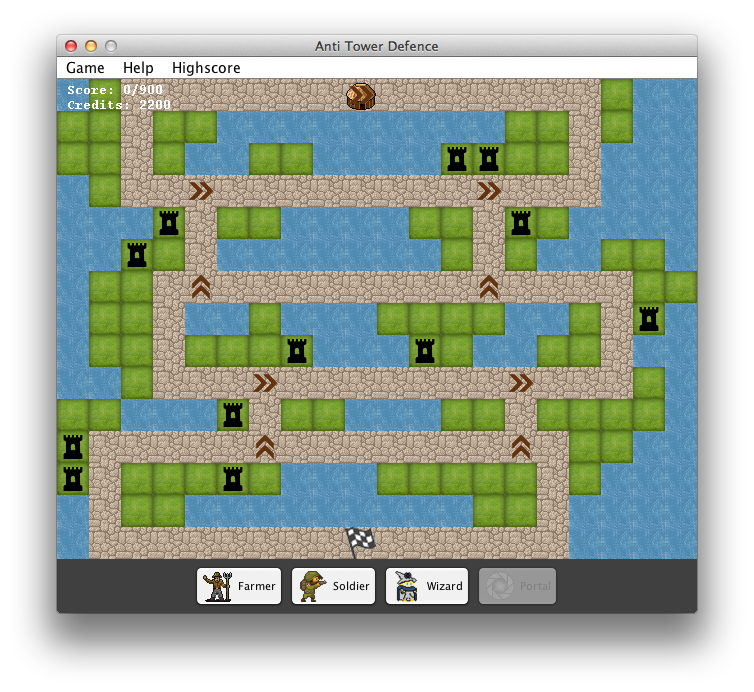 Anti Tower Defence
Game Help Highscore
Score: 0/900
Credits: 2200
Farmer Soldier Wizard Portal